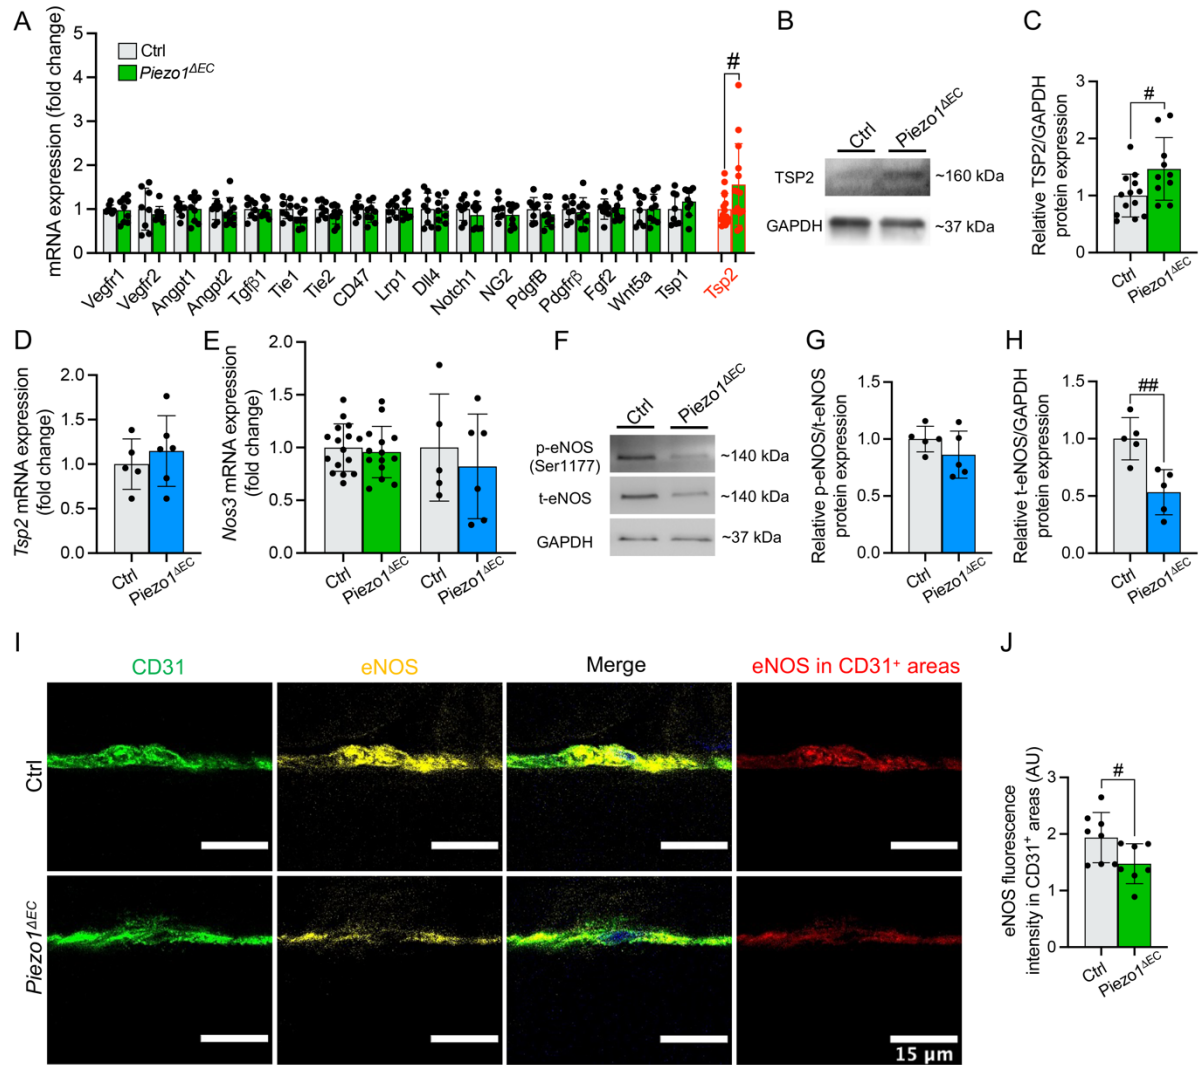 A
mRNA expression (fold change)
5
4
3
2
1
0
Ctrl
Piezo1ΔEC
#
Vegfr1
Vegfr2
Angpt1
Angpt2
Tgfβ1
Tie1
Tie2
CD47
Lrp1
Dll4
Notch1
NG2
PdgfB
Pdgfrβ
Fgf2
Wnt5a
Tsp1
Tsp2
B
Ctrl
Piezo1ΔEC
TSP2
~160 kDa
GAPDH
~37 kDa
C
Relative TSP2/GAPDH
protein expression
3
2
1
0
#
Ctrl
Piezo1ΔEC
D
Tsp2 mRNA expression
(fold change)
2.0
1.5
1.0
0.5
0.0
Ctrl
Piezo1ΔEC
E
Nos3 mRNA expression
(fold change)
2.0
1.5
1.0
0.5
0.0
Ctrl
Piezo1ΔEC
Ctrl
Piezo1ΔEC
F
Ctrl
Piezo1ΔEC
p-eNOS
(Ser1177)
~140 kDa
t-eNOS
~140 kDa
GAPDH
~37 kDa
G
Relative p-eNOS/t-eNOS
protein expression
1.5
1.0
0.5
0.0
Ctrl
Piezo1ΔEC
H
Relative t-eNOS/GAPDH
protein expression
1.5
1.0
0.5
0.0
##
Ctrl
Piezo1ΔEC
I
CD31
eNOS
Merge
eNOS in CD31+ areas
Ctrl
Piezo1ΔEC
15 µm
J
eNOS fluorescence
intensity in CD31+ areas (AU)
3
2
1
0
#
Ctrl
Piezo1ΔEC